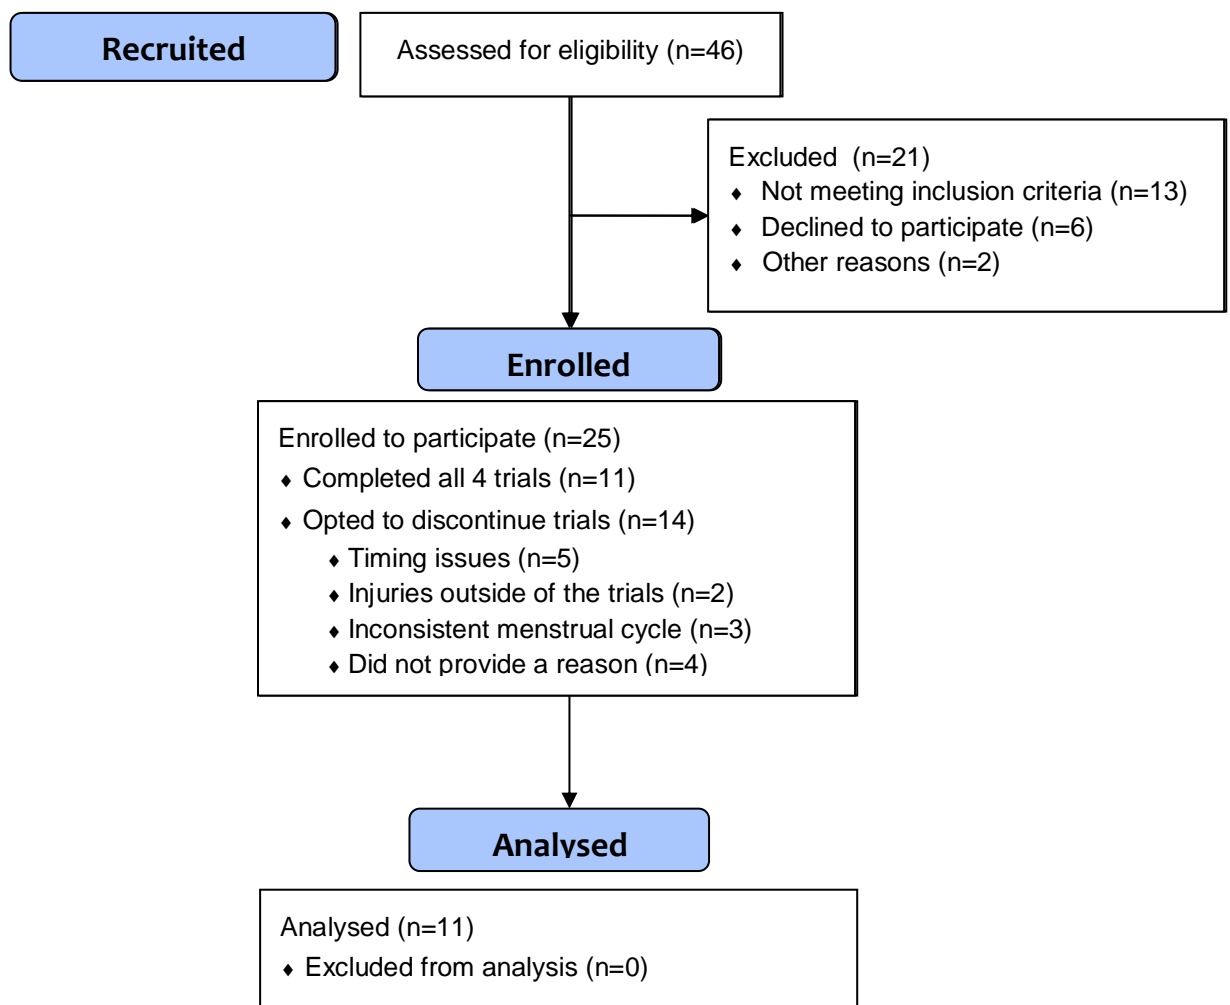 Recruited
Assessed for eligibility (n=46)
Excluded (n=21)
♦ Not meeting inclusion criteria (n=13)
♦ Declined to participate (n=6)
♦ Other reasons (n=2)
Enrolled
Enrolled to participate (n=25)
♦ Completed all 4 trials (n=11)
♦ Opted to discontinue trials (n=14)
♦ Timing issues (n=5)
♦ Injuries outside of the trials (n=2)
♦ Inconsistent menstrual cycle (n=3)
♦ Did not provide a reason (n=4)
Analysed
Analysed (n=11)
♦ Excluded from analysis (n=0)